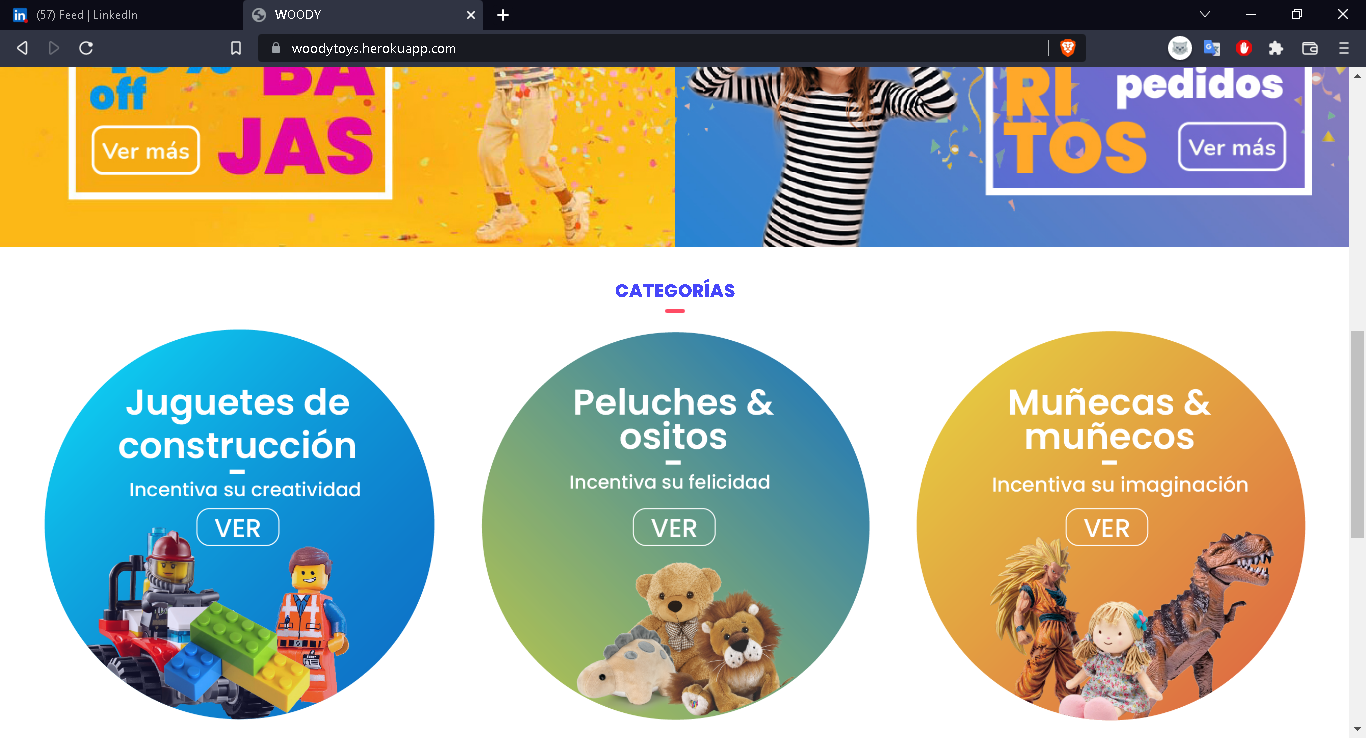 (57) Feed | LinkedIn
WOODY
woodytoys.herokuapp.com
off
BA
JAS
Ver más
RI
TOS
pedidos
Ver más
CATEGORÍAS
Juguetes de
construcción
Incentiva su creatividad
VER
Peluches &
ositos
Incentiva su felicidad
VER
Muñecas &
muñecos
Incentiva su imaginación
VER